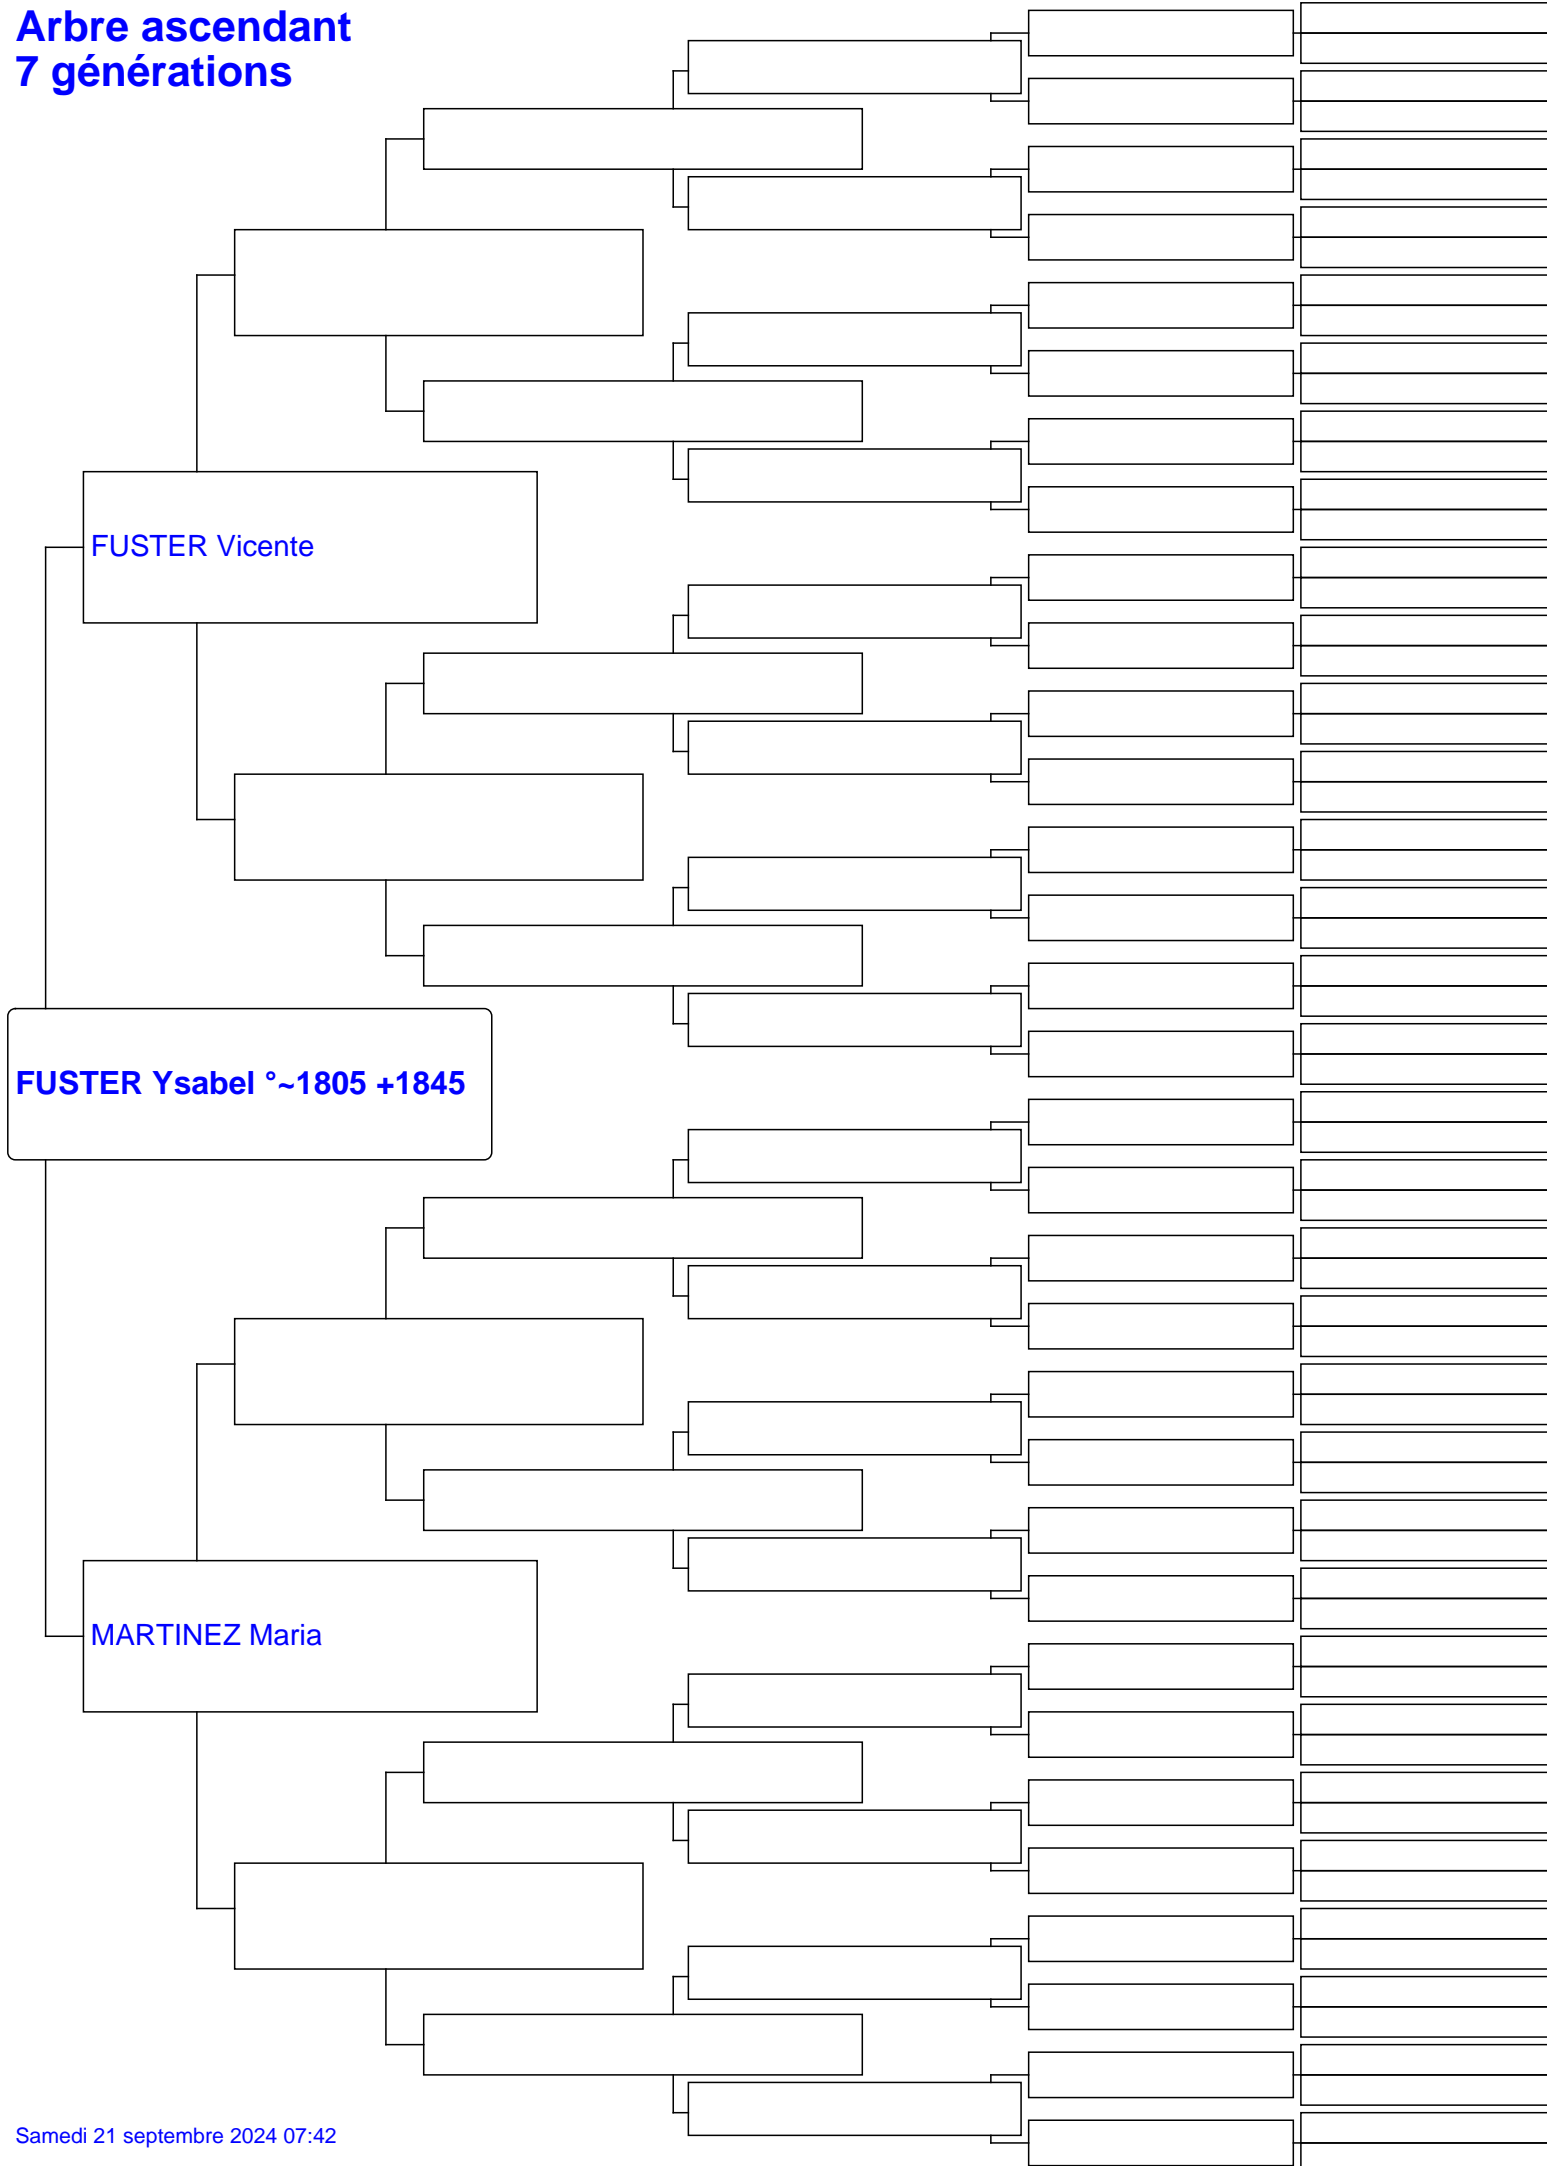 Arbre ascendant
7 générations
FUSTER Vicente
FUSTER Ysabel °~1805 +1845
MARTINEZ Maria
Samedi 21 septembre 2024 07:42